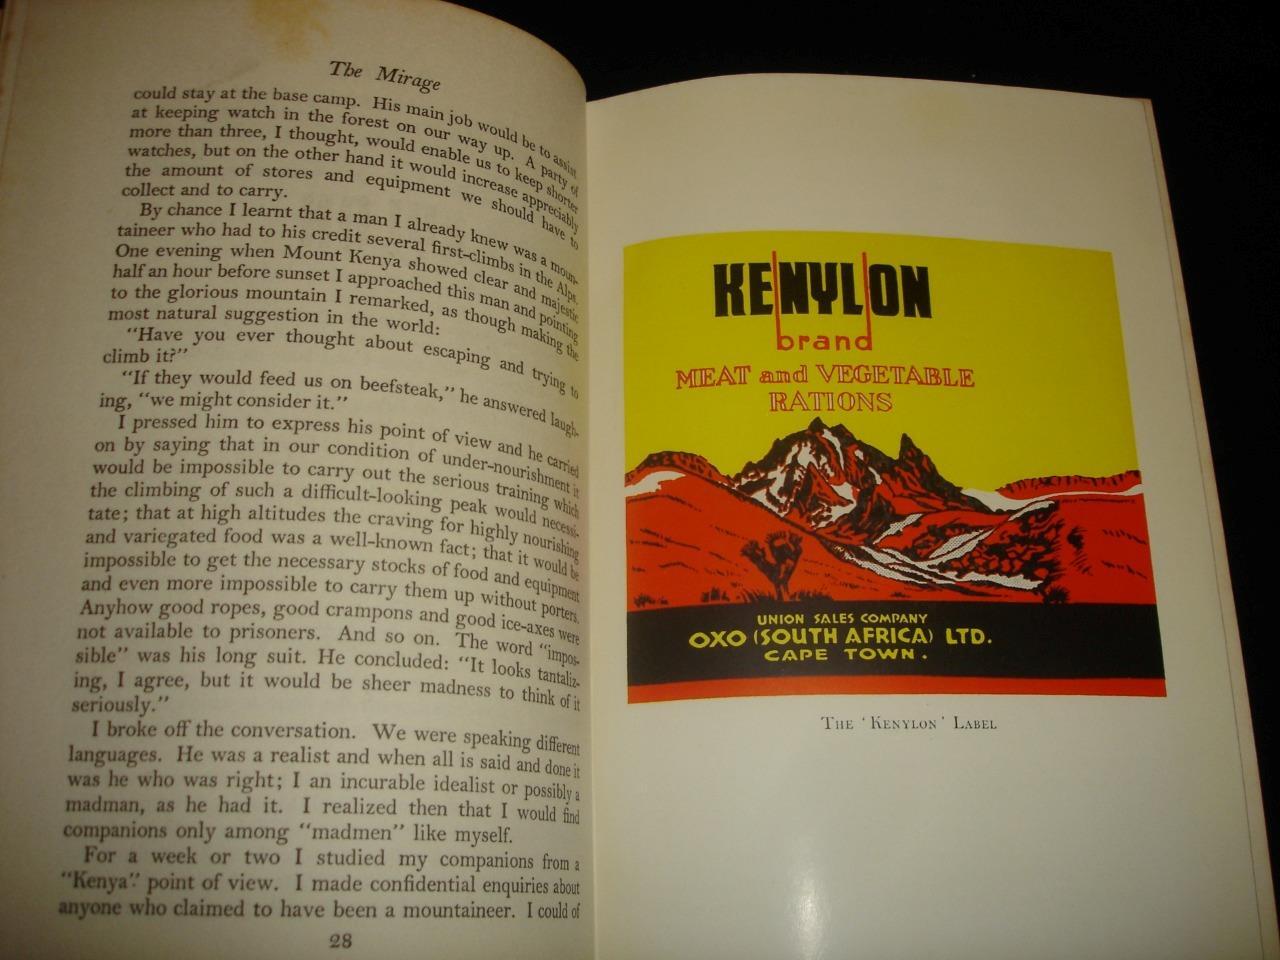 The Mirage
could stay at the base camp. His main job would be to assist
at keeping watch in the forest on our way up. A party of
more than three, I thought, would enable us to keep shorter
watches, but on the other hand it would increase appreciably
the amount of stores and equipment we should have to
collect and to carry.
By chance I learnt that a man I already knew was a moun-
taineer who had to his credit several first-climbs in the Alps.
One evening when Mount Kenya showed clear and majestic
half an hour before sunset I approached this man and pointing
to the glorious mountain I remarked, as though making the
most natural suggestion in the world:
"Have you ever thought about escaping and trying to
climb it?"
"If they would feed us on beefsteak," he answered laugh-
ing, "we might consider it."
I pressed him to express his point of view and he carried
on by saying that in our condition of under-nourishment it
would be impossible to carry out the serious training which
the climbing of such a difficult-looking peak would necessi-
tate; that at high altitudes the craving for highly nourishing
and variegated food was a well-known fact; that it would be
impossible to get the necessary stocks of food and equipment
and even more impossible to carry them up without porters.
Anyhow good ropes, good crampons and good ice-axes were
not available to prisoners. And so on. The word "impos-
sible" was his long suit. He concluded: "It looks tantaliz-
ing, I agree, but it would be sheer madness to think of it
seriously."
I broke off the conversation. We were speaking different
languages. He was a realist and when all is said and done it
was he who was right; I an incurable idealist or possibly a
madman, as he had it. I realized then that I would find
companions only among "madmen" like myself.
For a week or two I studied my companions from a
"Kenya" point of view. I made confidential enquiries about
anyone who claimed to have been a mountaineer. I could of
28
KENYLON
brand
MEAT and VEGETABLE
RATIONS
UNION SALES COMPANY
OXO (SOUTH AFRICA) LTD.
CAPE TOWN.
THE 'KENYLON' LABEL